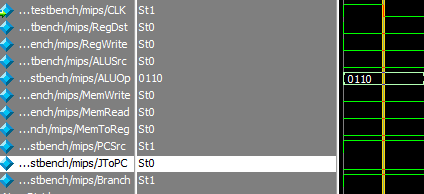 ...testbench/mips/CLK St1
...tbench/mips/RegDst St0
...ench/mips/RegWrite St0
...tbench/mips/ALUSrc St0
...stbench/mips/ALUOp 0110 0110
...ench/mips/MemWrite St0
...ench/mips/MemRead St0
...nch/mips/MemToReg St0
...stbench/mips/PCSrc St1
...stbench/mips/JToPC St0
...stbench/mips/Branch St1